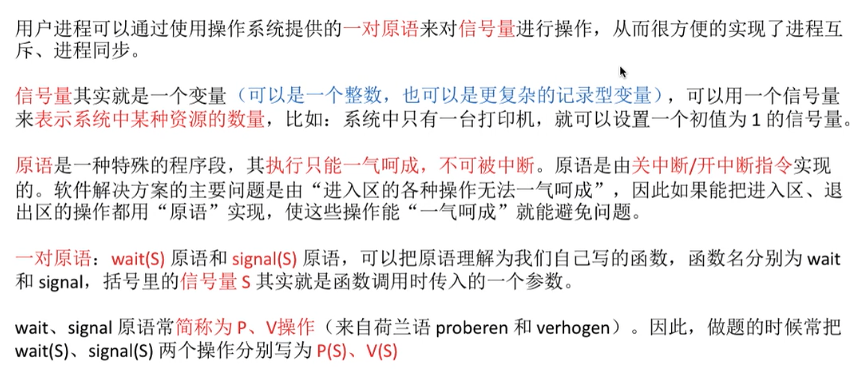 用户进程可以通过使用操作系统提供的一对原语来对信号量进行操作，从而很方便的实现了进程互
斥、进程同步。
信号量其实就是一个变量（可以是一个整数，也可以是更复杂的记录型变量），可以用一个信号量
来表示系统中某种资源的数量，比如：系统中只有一台打印机，就可以设置一个初值为 1 的信号量。
原语是一种特殊的程序段，其执行只能一气呵成，不可被中断。原语是由关中断/开中断指令实现
的。软件解决方案的主要问题是由“进入区的各种操作无法一气呵成”，因此如果能把进入区、退
出区的操作都用“原语”实现，使这些操作能“一气呵成”就能避免问题。
一对原语：wait(S) 原语和 signal(S) 原语，可以把原语理解为我们自己写的函数，函数名分别为 wait
和 signal，括号里的信号量 S 其实就是函数调用时传入的一个参数。
wait、signal 原语常简称为 P、V操作（来自荷兰语 proberen 和 verhogen）。因此，做题的时候常把
wait(S)、signal(S) 两个操作分别写为 P(S)、V(S)